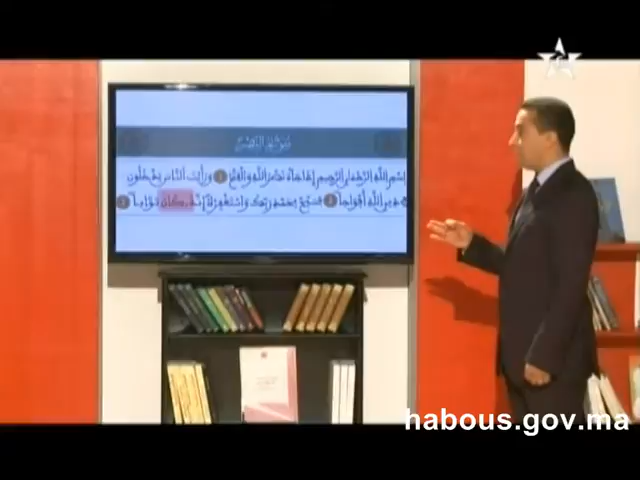 سورة النصر
بسم الله الرحمن الرحيم إذا جاء نصر الله والفتح ورأيت الناس يدخلون
في دين الله أفواجا فسبح بحمد ربك واستغفره إنه كان توابا
habous.gov.ma